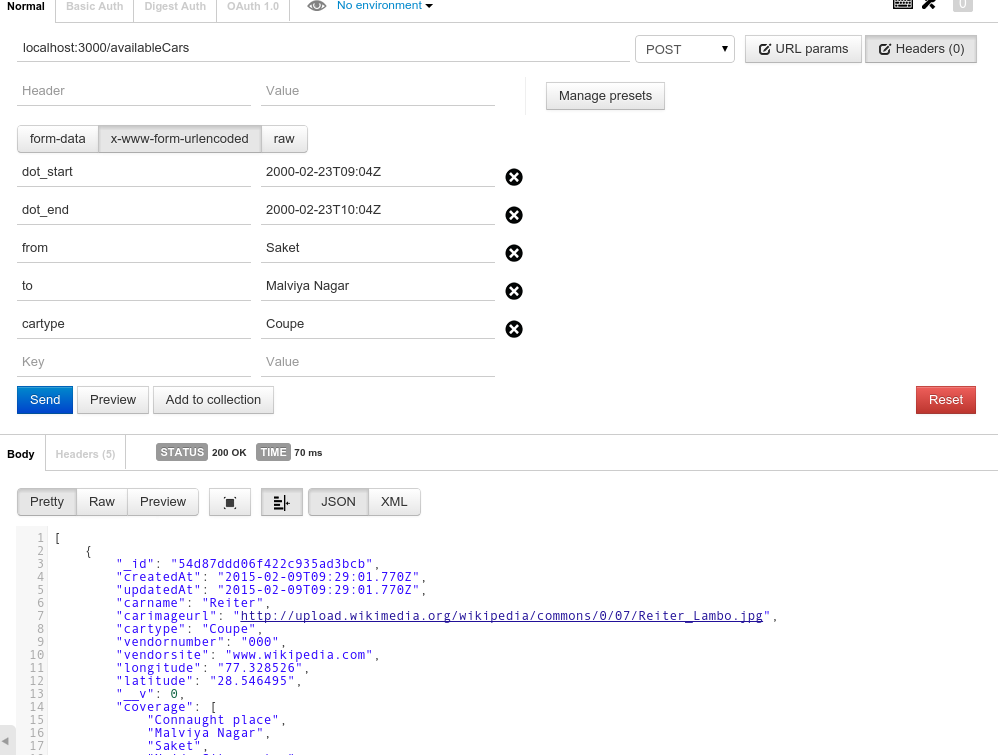 Normal Basic Auth Digest Auth OAuth 1.0 No environment 0
localhost:3000/availableCars POST URL params Headers (0)
Header Value Manage presets
form-data x-www-form-urlencoded raw
dot_start 2000-02-23T09:04Z
dot_end 2000-02-23T10:04Z
from Saket
to Malviya Nagar
cartype Coupe
Key Value
Send Preview Add to collection Reset
Body Headers (5) STATUS 200 OK TIME 70 ms
Pretty Raw Preview JSON XML
1 [
2 {
3 "_id": "54d87ddd06f422c935ad3bcb",
4 "createdAt": "2015-02-09T09:29:01.770Z",
5 "updatedAt": "2015-02-09T09:29:01.770Z",
6 "carname": "Reiter",
7 "carimageurl": "http://upload.wikimedia.org/wikipedia/commons/0/07/Reiter_Lambo.jpg",
8 "cartype": "Coupe",
9 "vendornumber": "000",
10 "vendorsite": "www.wikipedia.com",
11 "longitude": "77.328526",
12 "latitude": "28.546495",
13 "__v": 0,
14 "coverage": [
15 "Connaught place",
16 "Malviya Nagar",
17 "Saket",